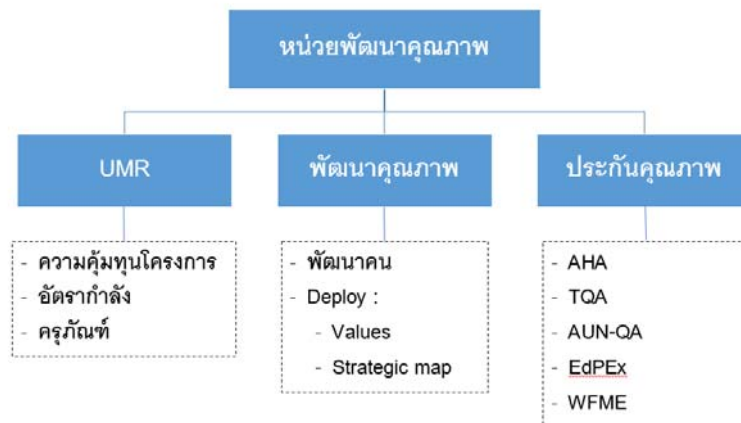 หน่วยพัฒนาคุณภาพ
UMR
พัฒนาคุณภาพ
ประกันคุณภาพ
- ความคุ้มทุนโครงการ
- อัตรากำลัง
- ครุภัณฑ์
- พัฒนาคน
- Deploy :
- Values
- Strategic map
- AHA
- TQA
- AUN-QA
- EdPEx
- WFME